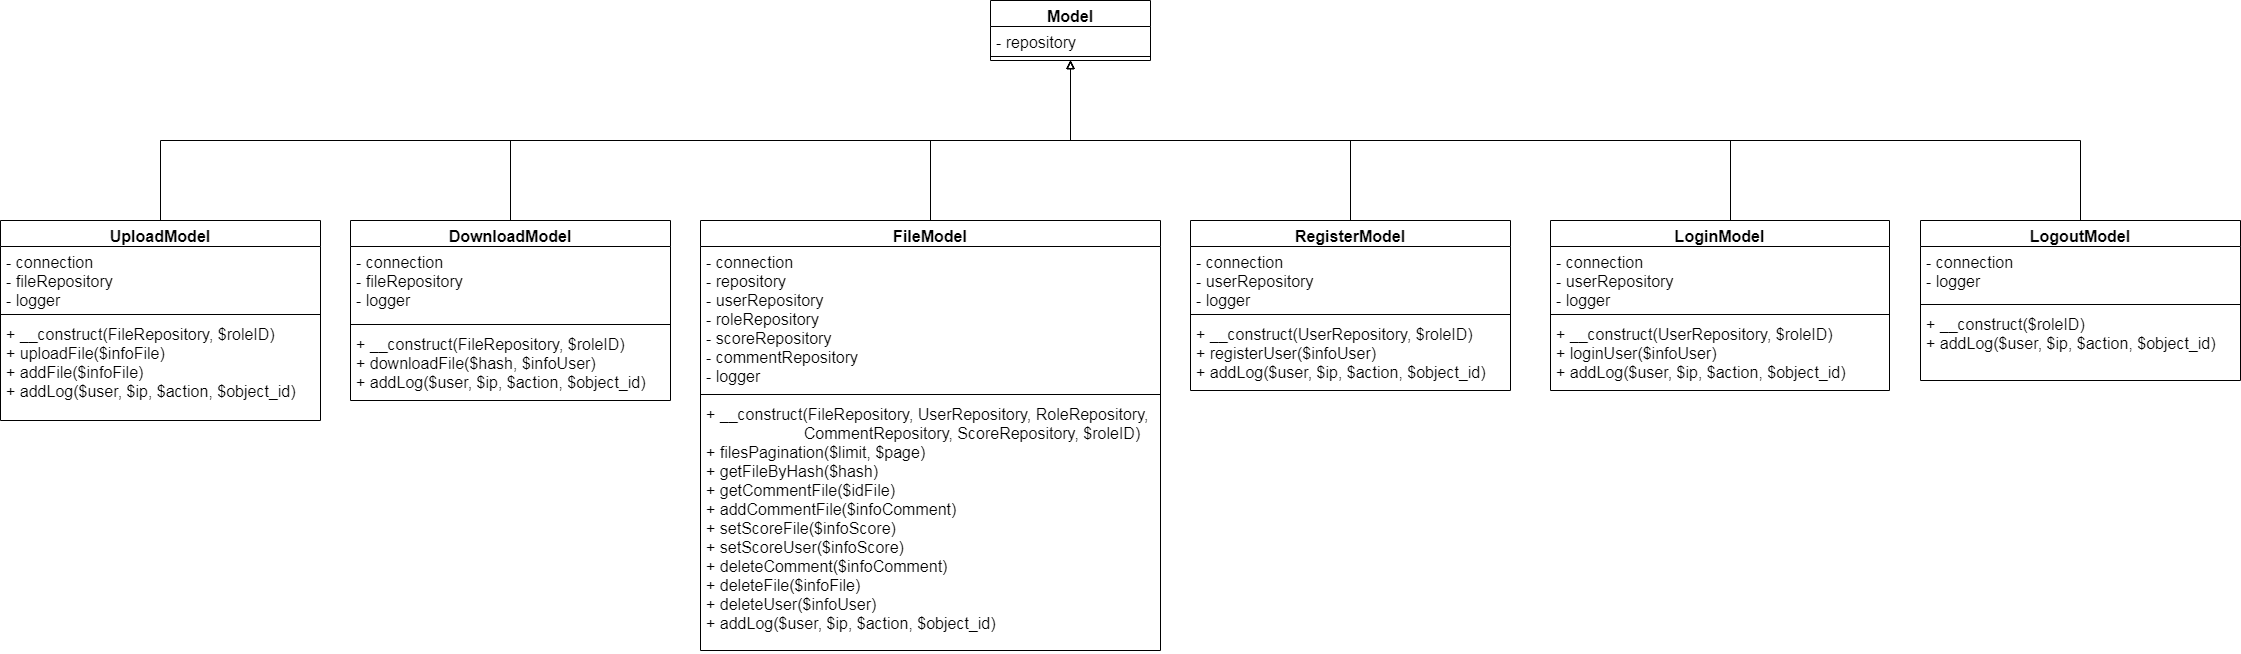 Model
- repository
UploadModel
- connection
- fileRepository
- logger
+ __construct(FileRepository, $roleID)
+ uploadFile($infoFile)
+ addFile($infoFile)
+ addLog($user, $ip, $action, $object_id)
DownloadModel
- connection
- fileRepository
- logger
+ __construct(FileRepository, $roleID)
+ downloadFile($hash, $infoUser)
+ addLog($user, $ip, $action, $object_id)
FileModel
- connection
- repository
- userRepository
- roleRepository
- scoreRepository
- commentRepository
- logger
+ __construct(FileRepository, UserRepository, RoleRepository,
CommentRepository, ScoreRepository, $roleID)
+ filesPagination($limit, $page)
+ getFileByHash($hash)
+ getCommentFile($idFile)
+ addCommentFile($infoComment)
+ setScoreFile($infoScore)
+ setScoreUser($infoScore)
+ deleteComment($infoComment)
+ deleteFile($infoFile)
+ deleteUser($infoUser)
+ addLog($user, $ip, $action, $object_id)
RegisterModel
- connection
- userRepository
- logger
+ __construct(UserRepository, $roleID)
+ registerUser($infoUser)
+ addLog($user, $ip, $action, $object_id)
LoginModel
- connection
- userRepository
- logger
+ __construct(UserRepository, $roleID)
+ loginUser($infoUser)
+ addLog($user, $ip, $action, $object_id)
LogoutModel
- connection
- logger
+ __construct($roleID)
+ addLog($user, $ip, $action, $object_id)